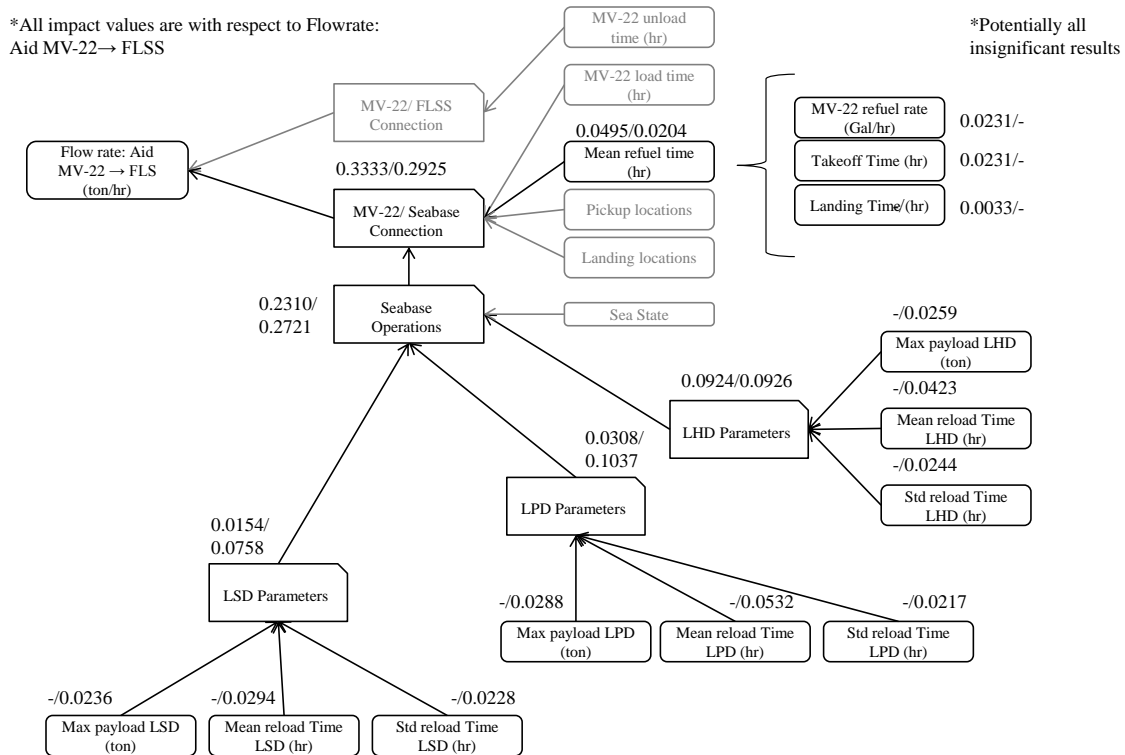 *All impact values are with respect to Flowrate:
Aid MV-22→ FLSS
*Potentially all
insignificant results
MV-22 unload
time (hr)
MV-22 load time
(hr)
MV-22/ FLSS
Connection
0.0495/0.0204
Mean refuel time
(hr)
MV-22 refuel rate
(Gal/hr)
0.0231/-
Takeoff Time (hr)
0.0231/-
Landing Time/(hr)
0.0033/-
Flow rate: Aid
MV-22 → FLS
(ton/hr)
0.3333/0.2925
MV-22/ Seabase
Connection
Pickup locations
Landing locations
0.2310/
0.2721
Seabase
Operations
Sea State
-/0.0259
Max payload LHD
(ton)
0.0924/0.0926
LHD Parameters
-/0.0423
Mean reload Time
LHD (hr)
-/0.0244
Std reload Time
LHD (hr)
0.0308/
0.1037
LPD Parameters
0.0154/
0.0758
LSD Parameters
-/0.0288
Max payload LPD
(ton)
-/0.0532
Mean reload Time
LPD (hr)
-/0.0217
Std reload Time
LPD (hr)
-/0.0236
Max payload LSD
(ton)
-/0.0294
Mean reload Time
LSD (hr)
-/0.0228
Std reload Time
LSD (hr)